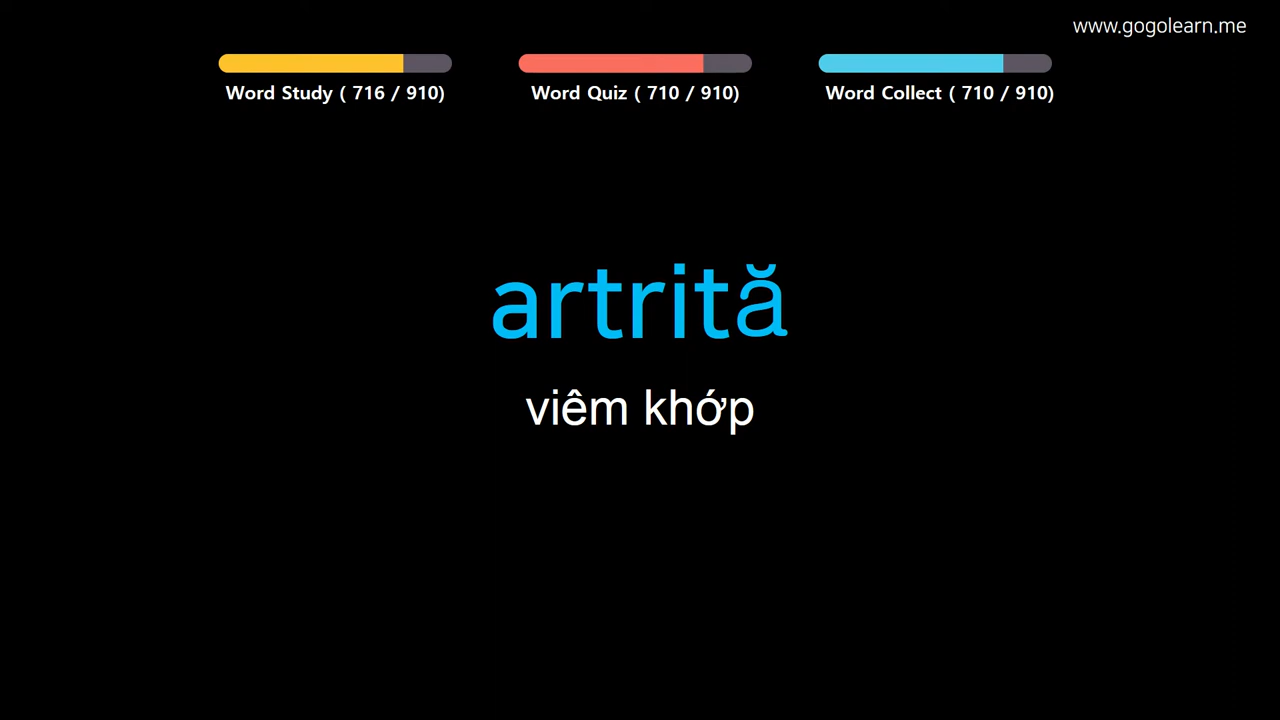 www.gogolearn.me
Word Study ( 716 / 910)
Word Quiz ( 710 / 910)
Word Collect ( 710 / 910)
artrită
viêm khớp